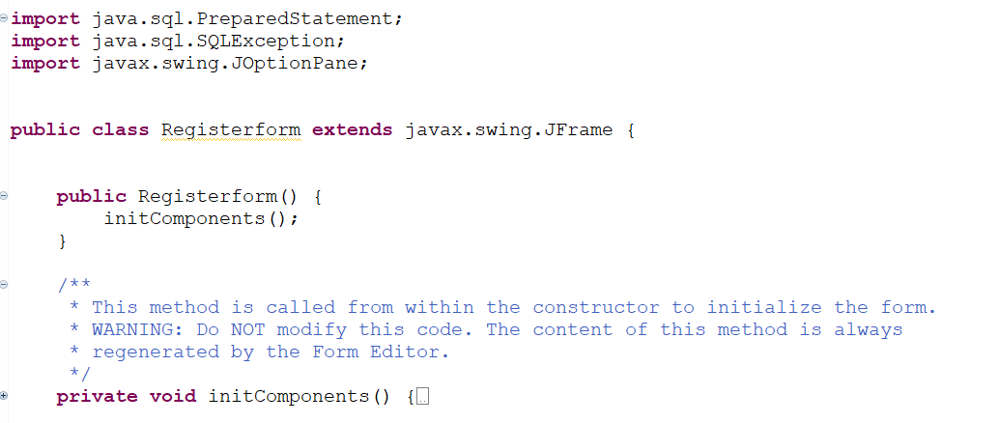 import java.sql.PreparedStatement;
import java.sql.SQLException;
import javax.swing.JOptionPane;
public class Registerform extends javax.swing.JFrame {
public Registerform() {
initComponents();
}
/**
* This method is called from within the constructor to initialize the form.
* WARNING: Do NOT modify this code. The content of this method is always
* regenerated by the Form Editor.
*/
private void initComponents() {..